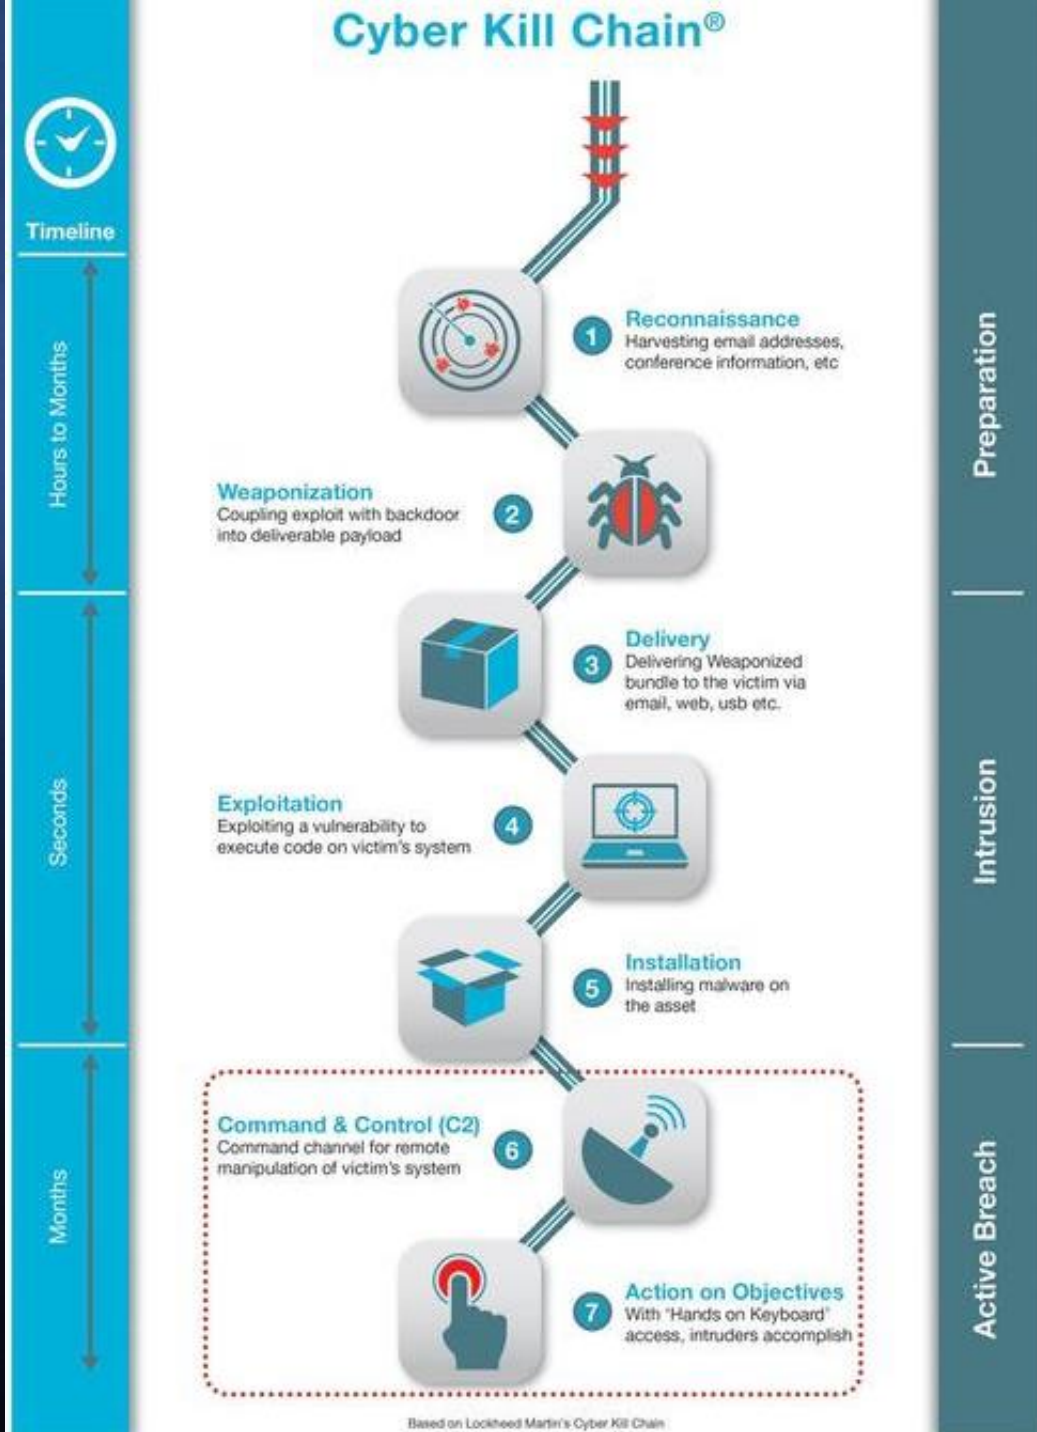 Cyber Kill Chain®
Timeline
Hours to Months
Preparation
1
Reconnaissance
Harvesting email addresses,
conference information, etc
Weaponization
Coupling exploit with backdoor
into deliverable payload
2
Seconds
Intrusion
3
Delivery
Delivering Weaponized
bundle to the victim via
email, web, usb etc.
Exploitation
Exploiting a vulnerability to
execute code on victim's system
4
5
Installation
Installing malware on
the asset
Months
Active Breach
Command & Control (C2)
Command channel for remote
manipulation of victim's system
6
7
Action on Objectives
With 'Hands on Keyboard'
access, intruders accomplish
Based on Lockheed Martin's Cyber Kill Chain